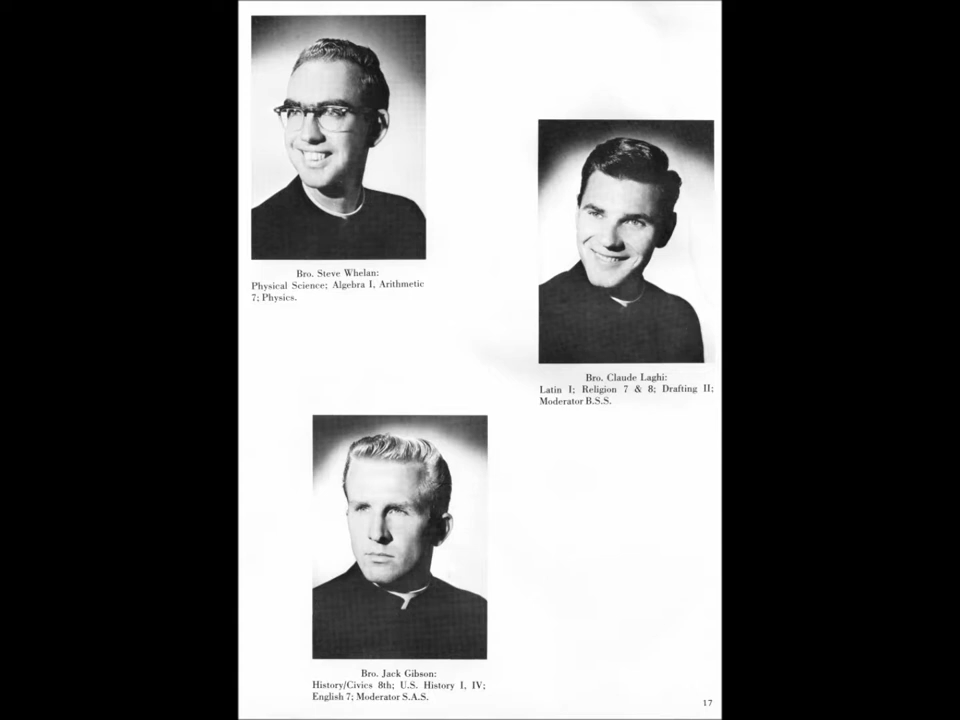 Bro. Steve Whelan:
Physical Science; Algebra I, Arithmetic
7; Physics.
Bro. Claude Laghi:
Latin I; Religion 7 & 8; Drafting II;
Moderator B.S.S.
Bro. Jack Gibson:
History/Civics 8th; U.S. History I, IV;
English 7; Moderator S.A.S.
17